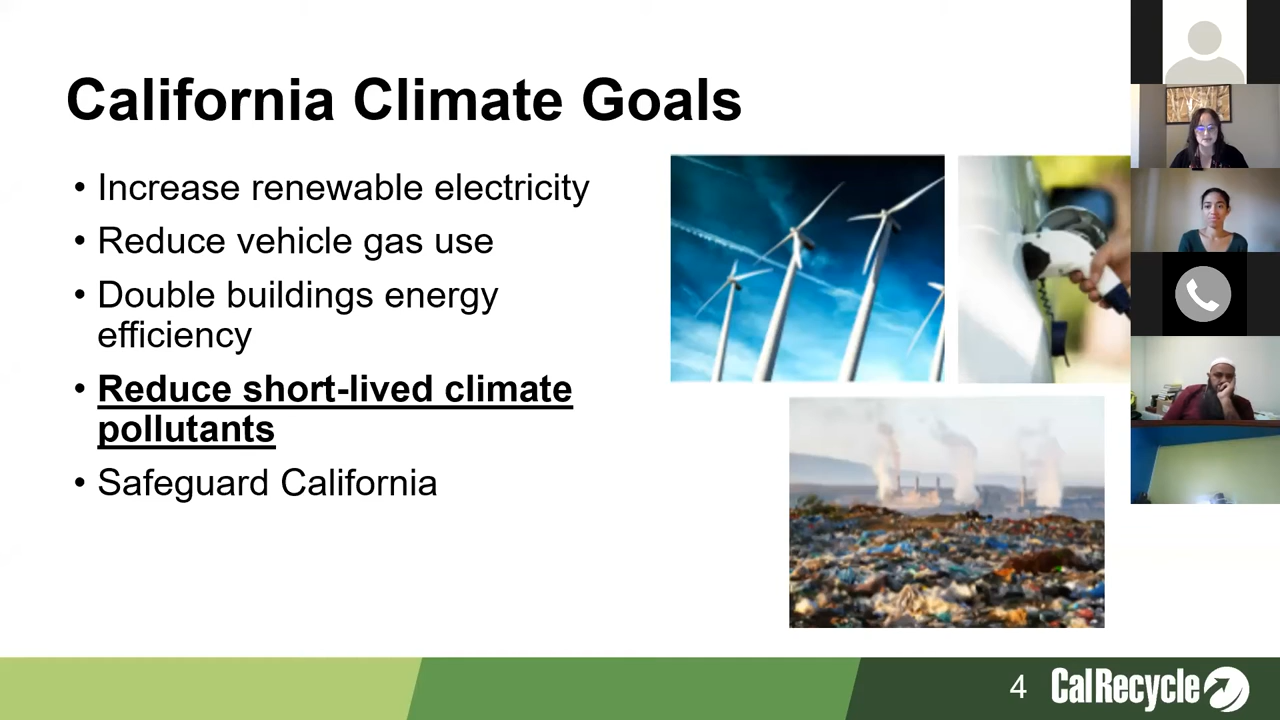 California Climate Goals
• Increase renewable electricity
• Reduce vehicle gas use
• Double buildings energy
efficiency
• Reduce short-lived climate
pollutants
• Safeguard California
4
CalRecycle